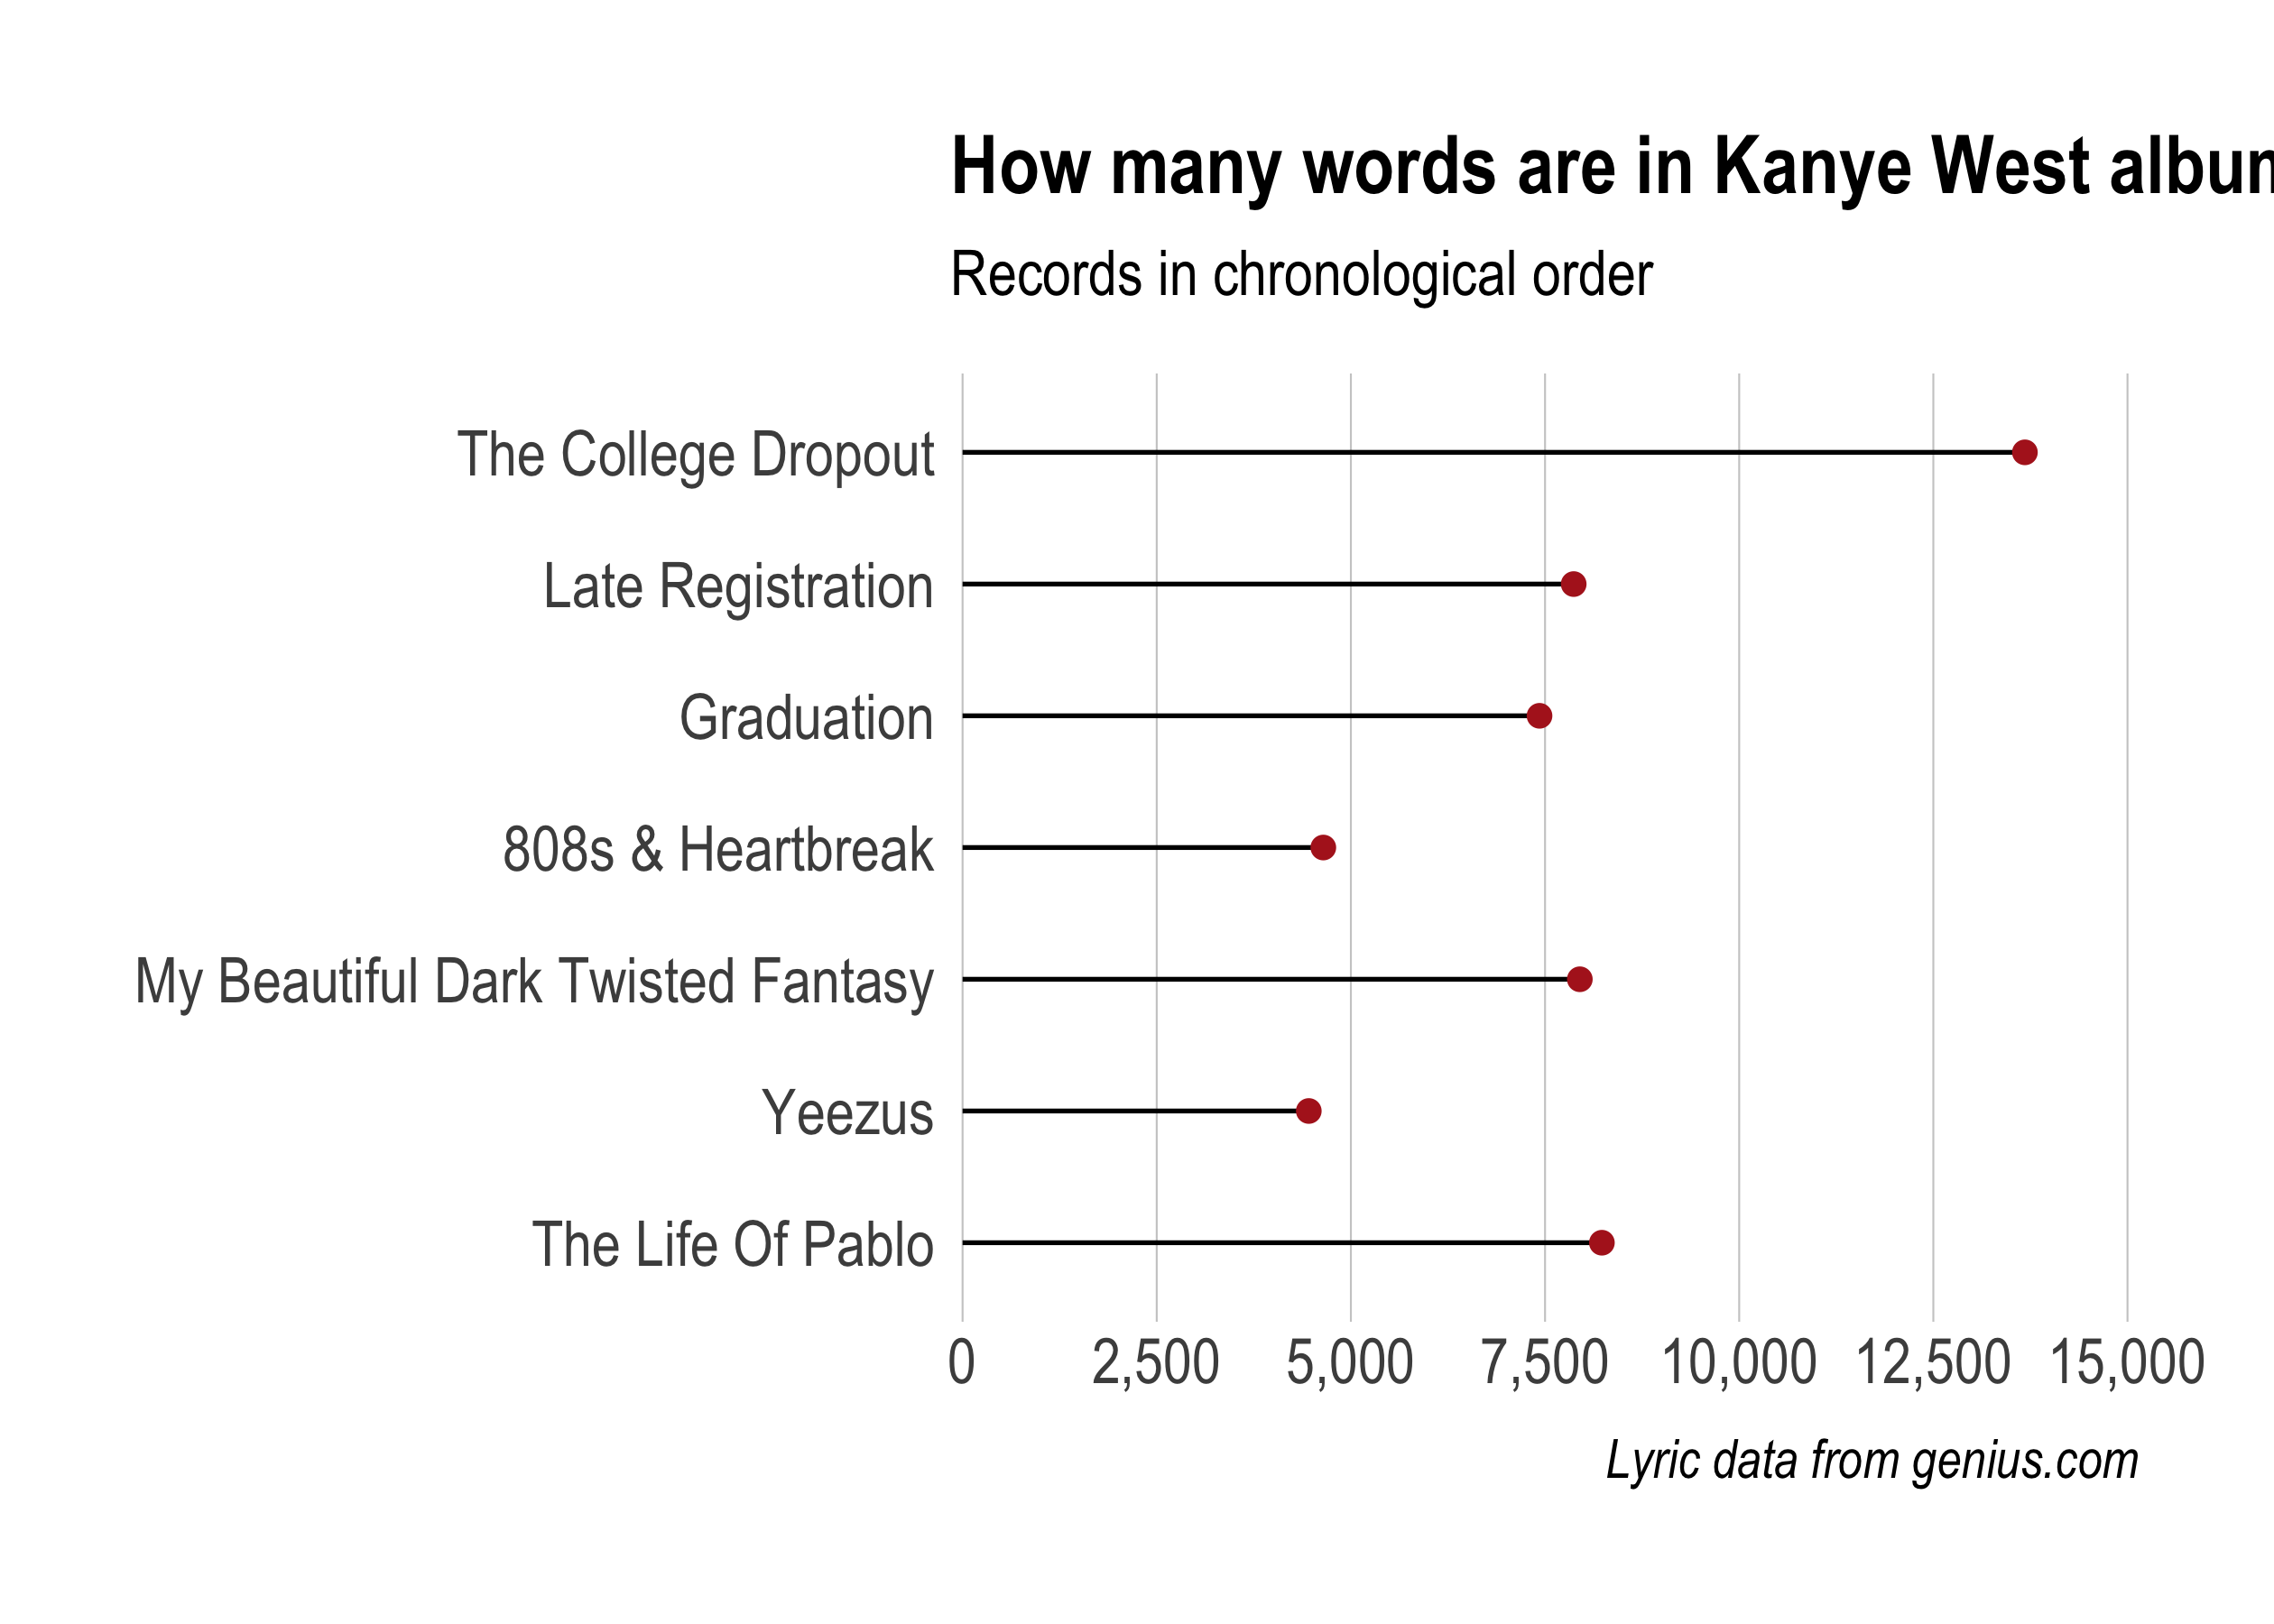 How many words are in Kanye West
Records in chronological order
The College Dropout
Late Registration
Graduation
808s & Heartbreak
My Beautiful Dark Twisted Fantasy
Yeezus
The Life Of Pablo
0 2,500 5,000 7,500 10,000 12,500 15,000
Lyric data from genius.com